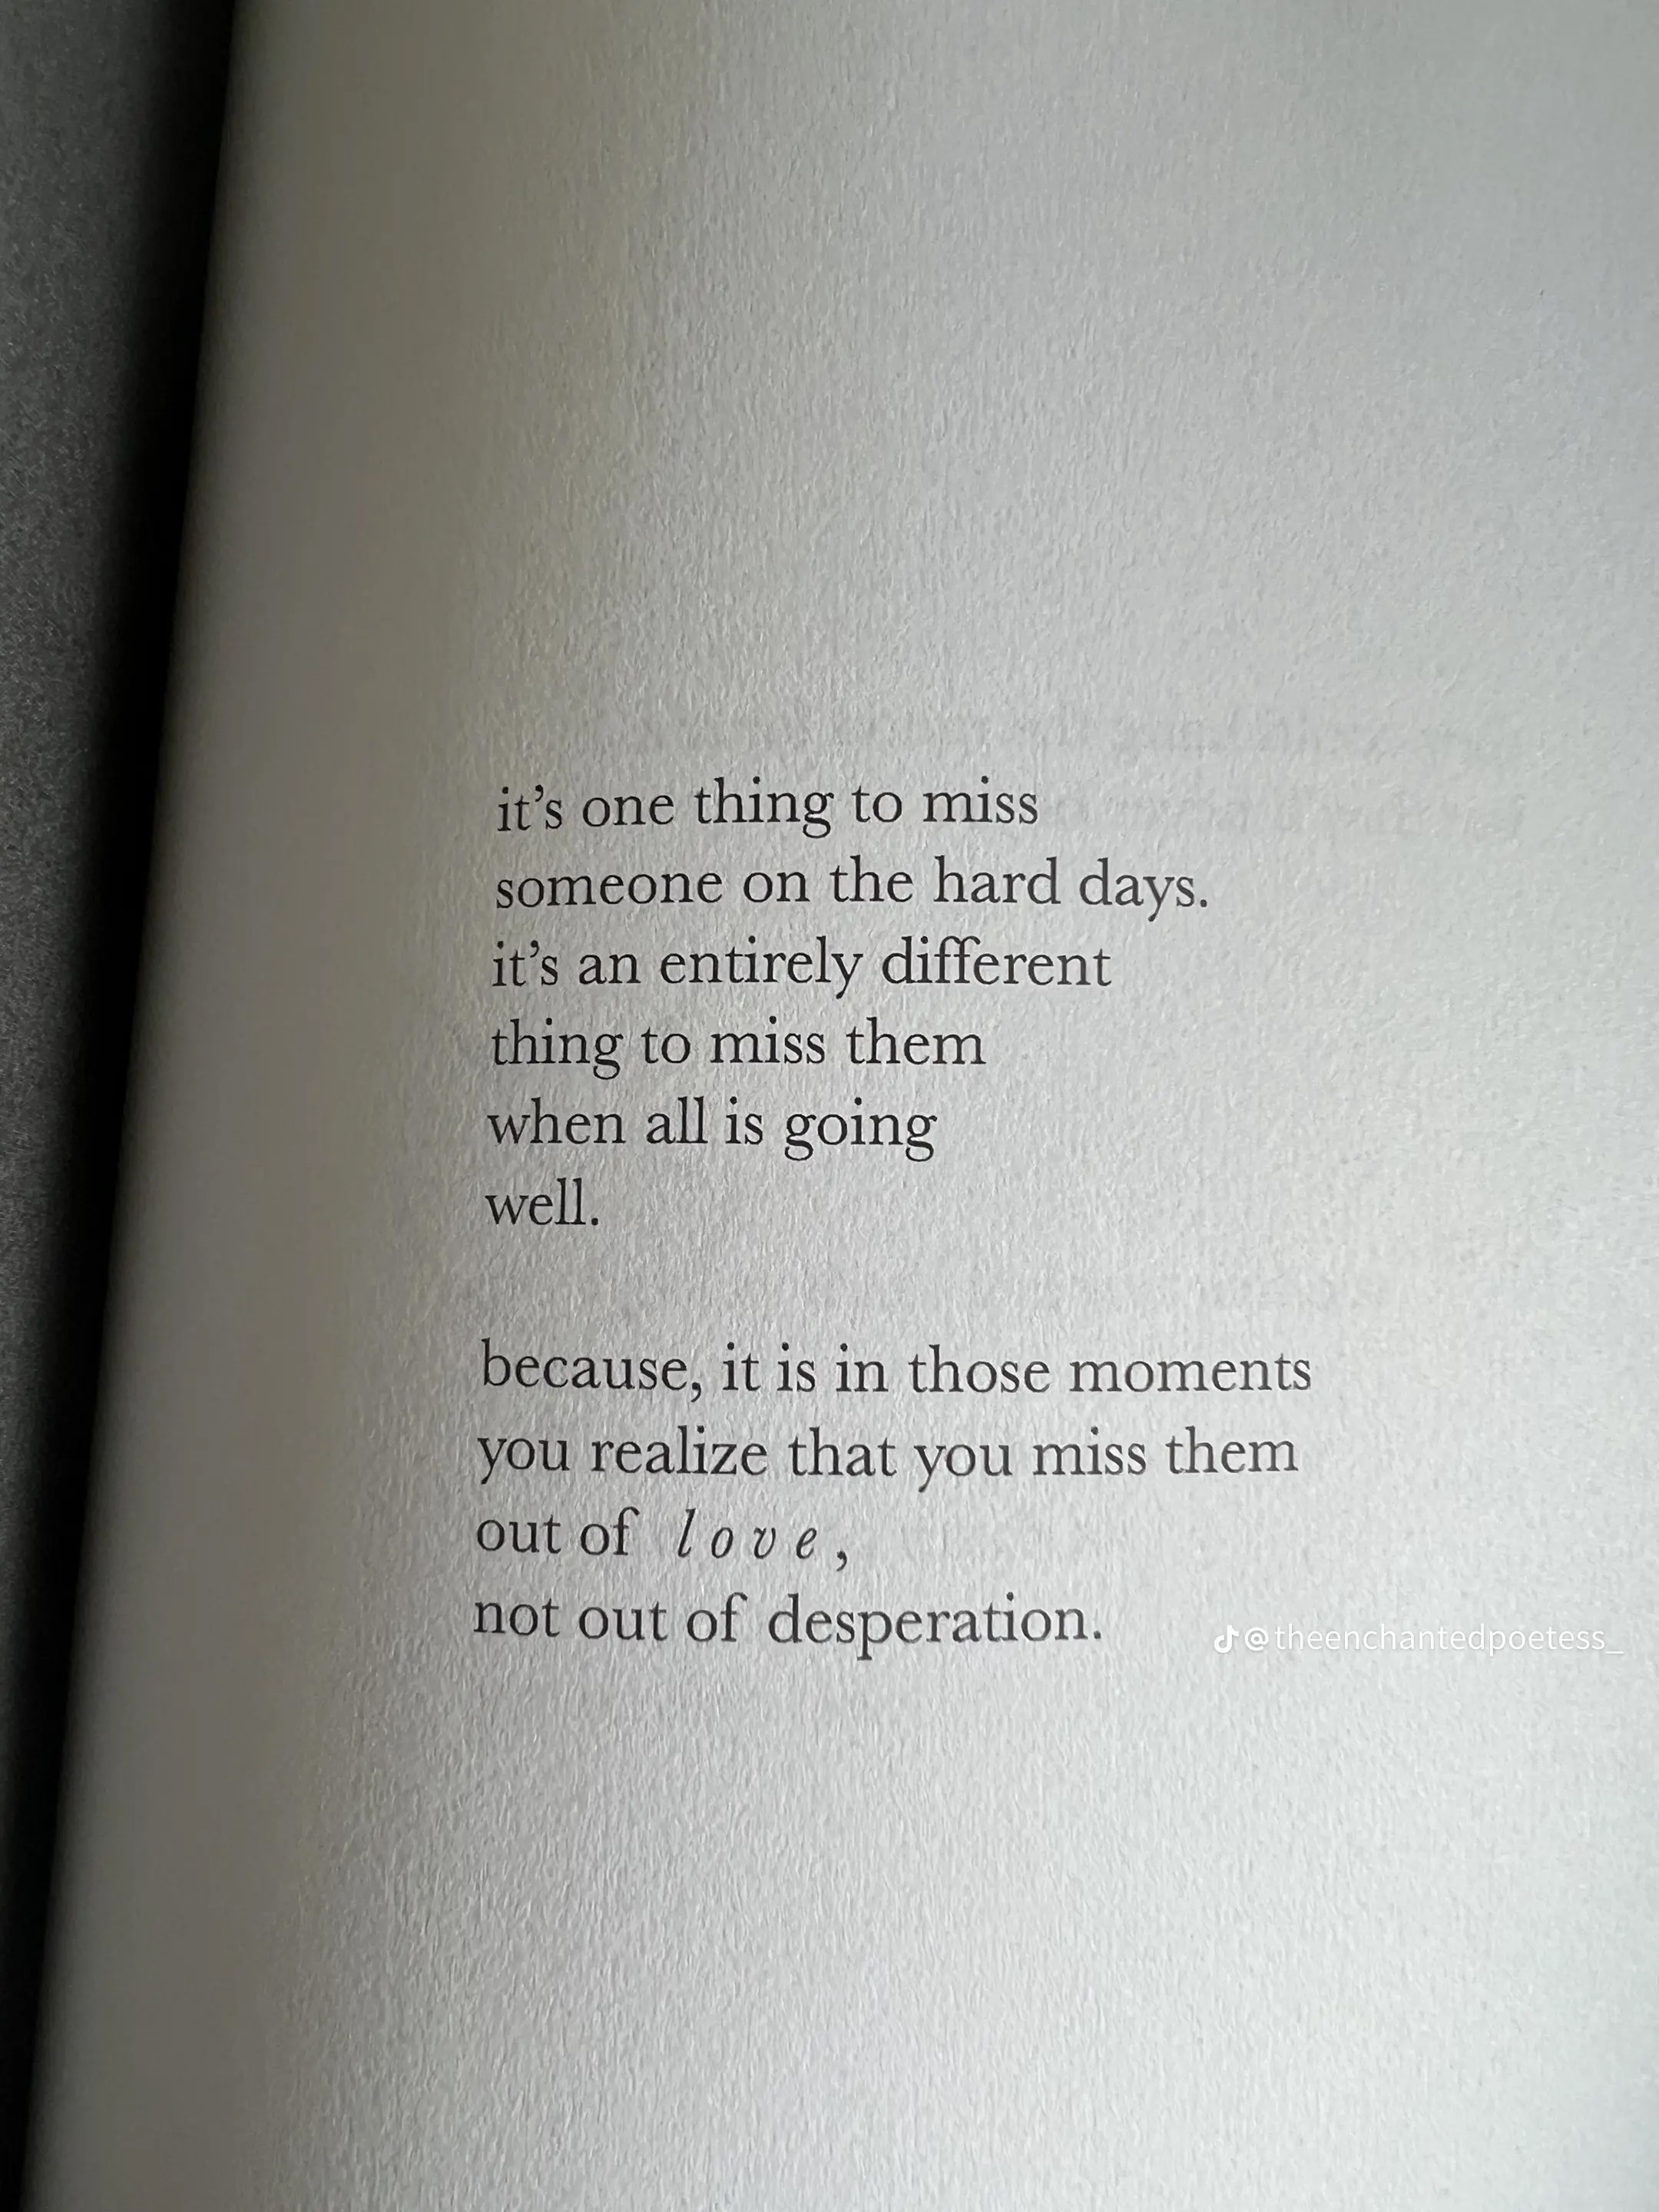 it’s one thing to miss
someone on the hard days.
it’s an entirely different
thing to miss them
when all is going
well.
because, it is in those moments
you realize that you miss them
out of love,
not out of desperation.
@theenchantedpoetess_